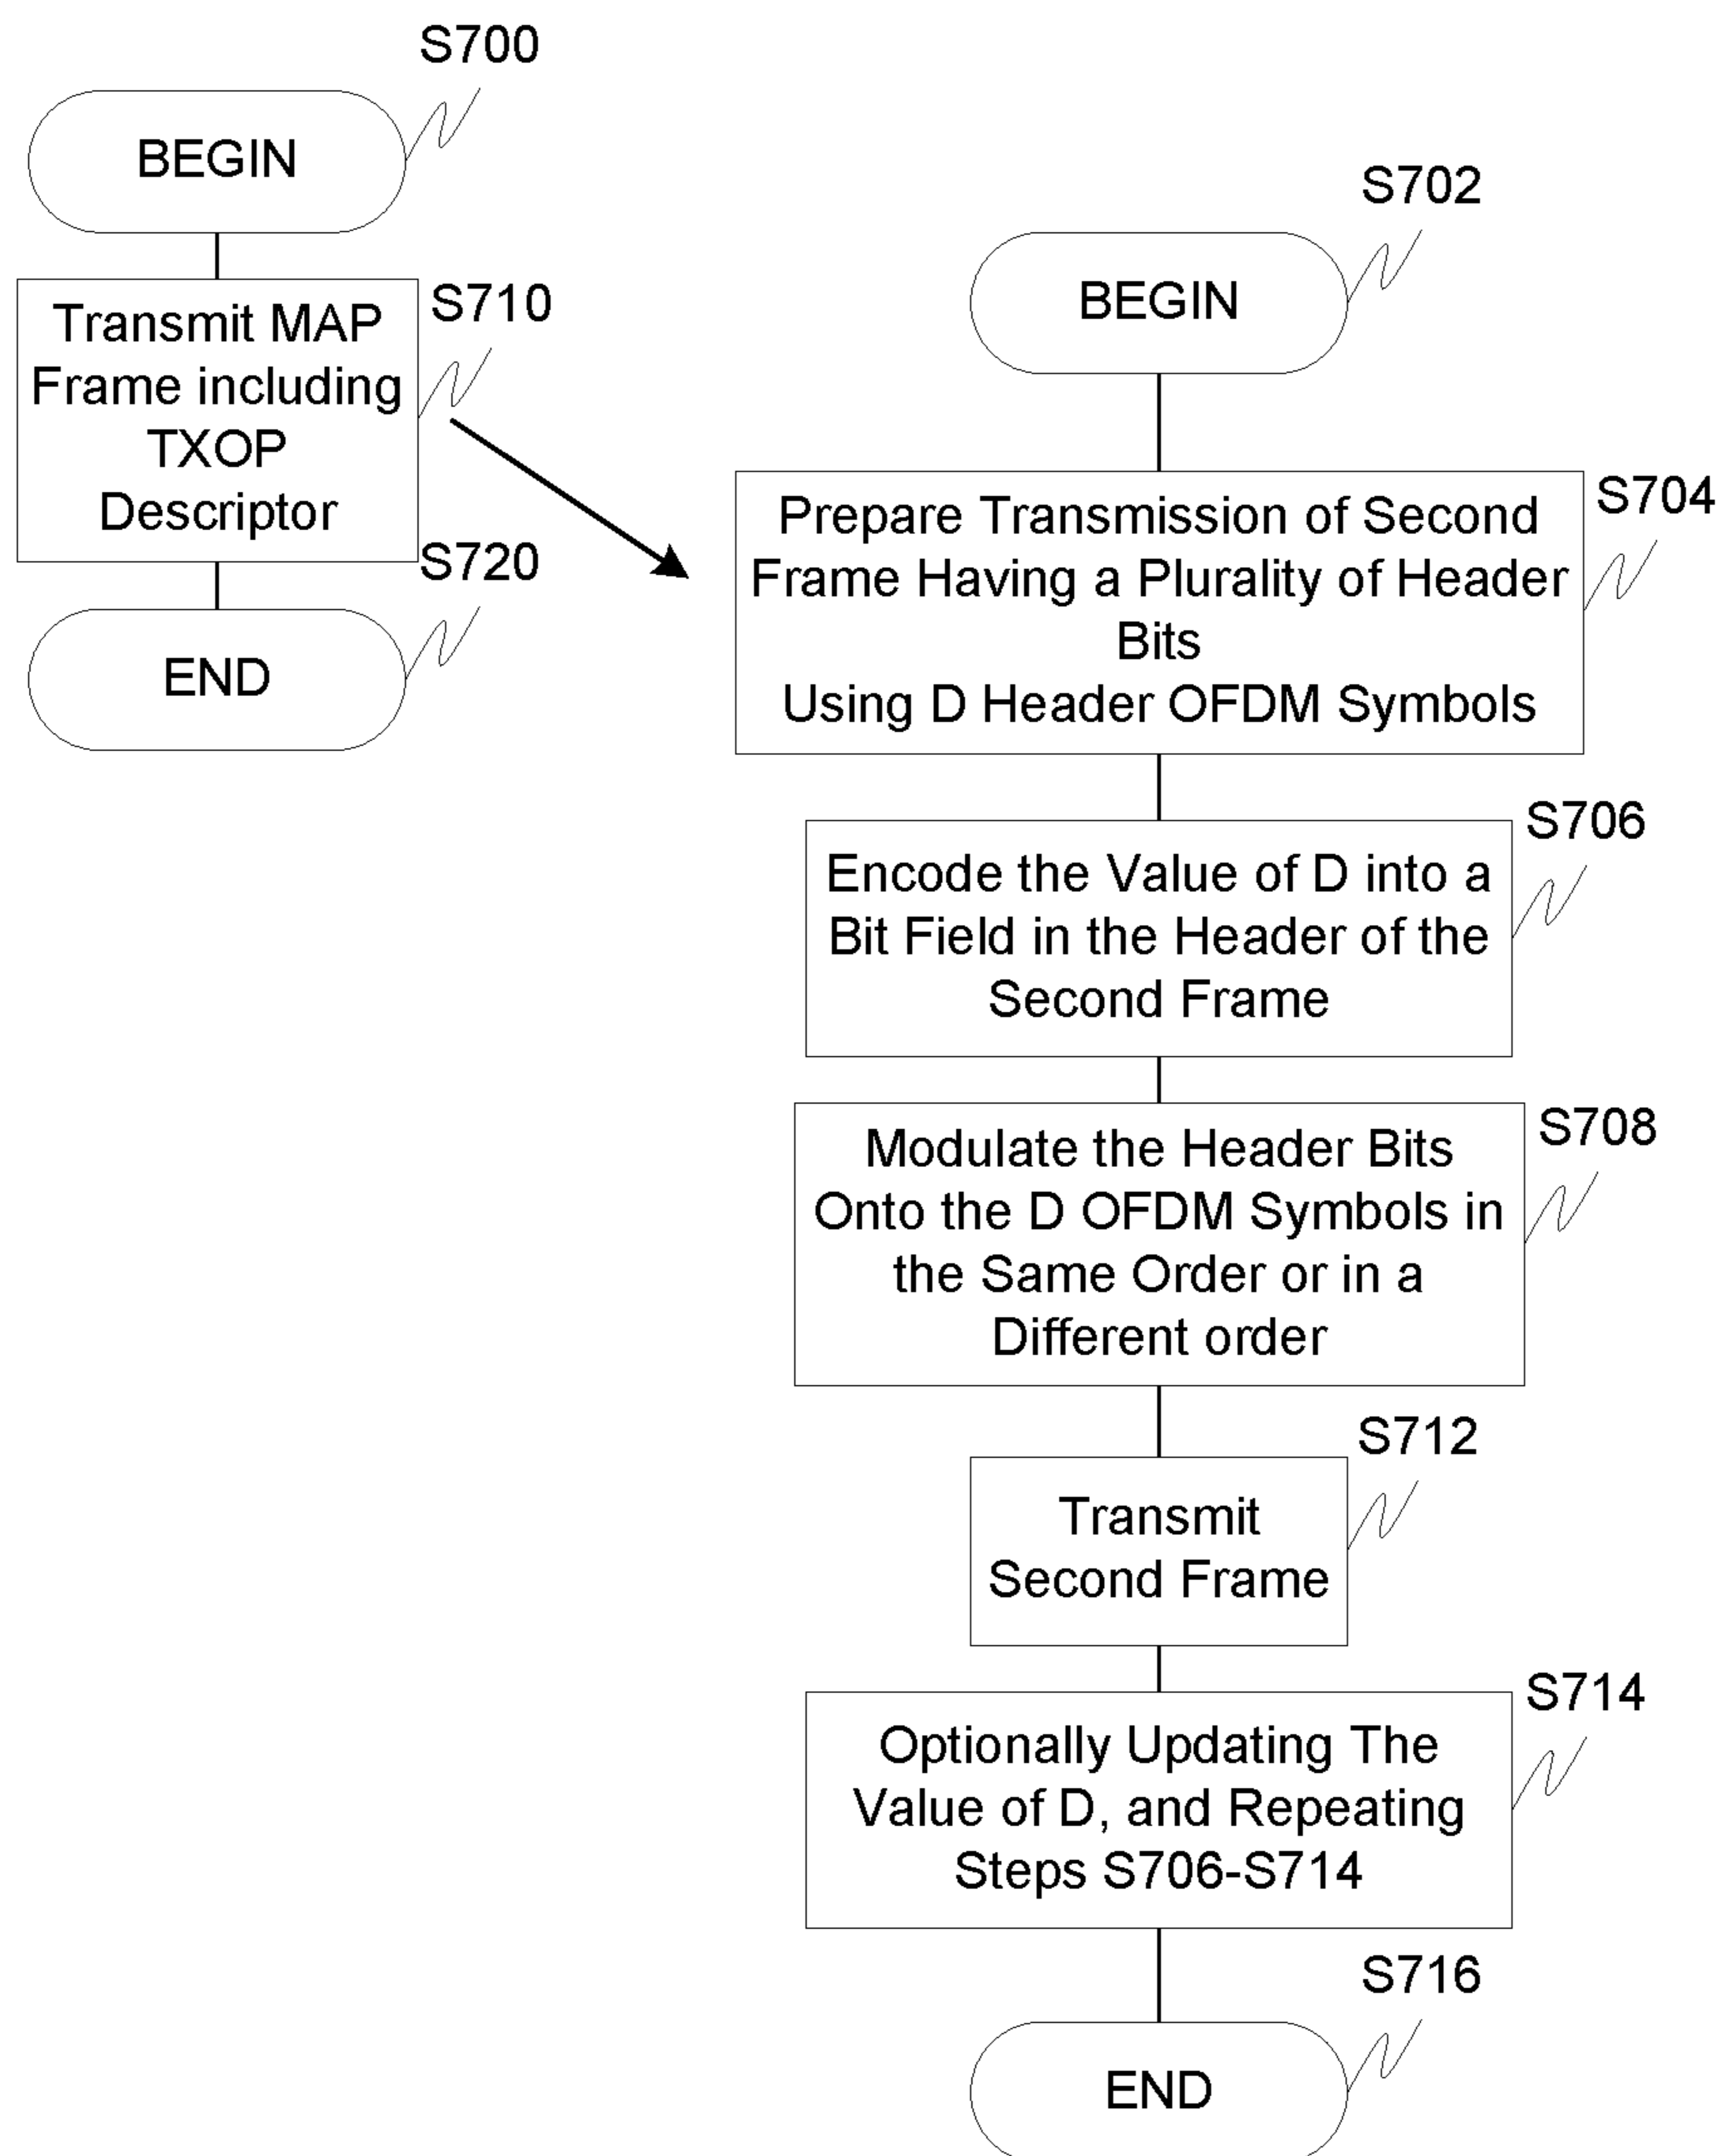 S700
BEGIN
S710
Transmit MAP
Frame including
TXOP
Descriptor
S720
END
S702
BEGIN
S704
Prepare Transmission of Second
Frame Having a Plurality of Header
Bits
Using D Header OFDM Symbols
S706
Encode the Value of D into a
Bit Field in the Header of the
Second Frame
S708
Modulate the Header Bits
Onto the D OFDM Symbols in
the Same Order or in a
Different order
S712
Transmit
Second Frame
S714
Optionally Updating The
Value of D, and Repeating
Steps S706-S714
S716
END